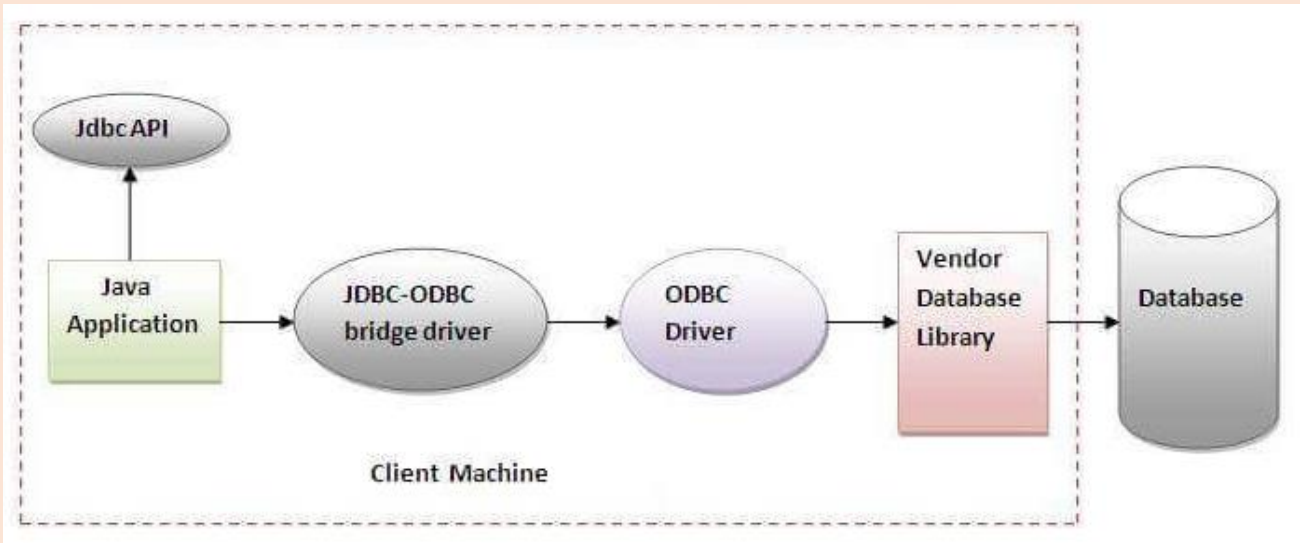 Jdbc API
Java
Application
JDBC-ODBC
bridge driver
ODBC
Driver
Vendor
Database
Library
Database
Client Machine